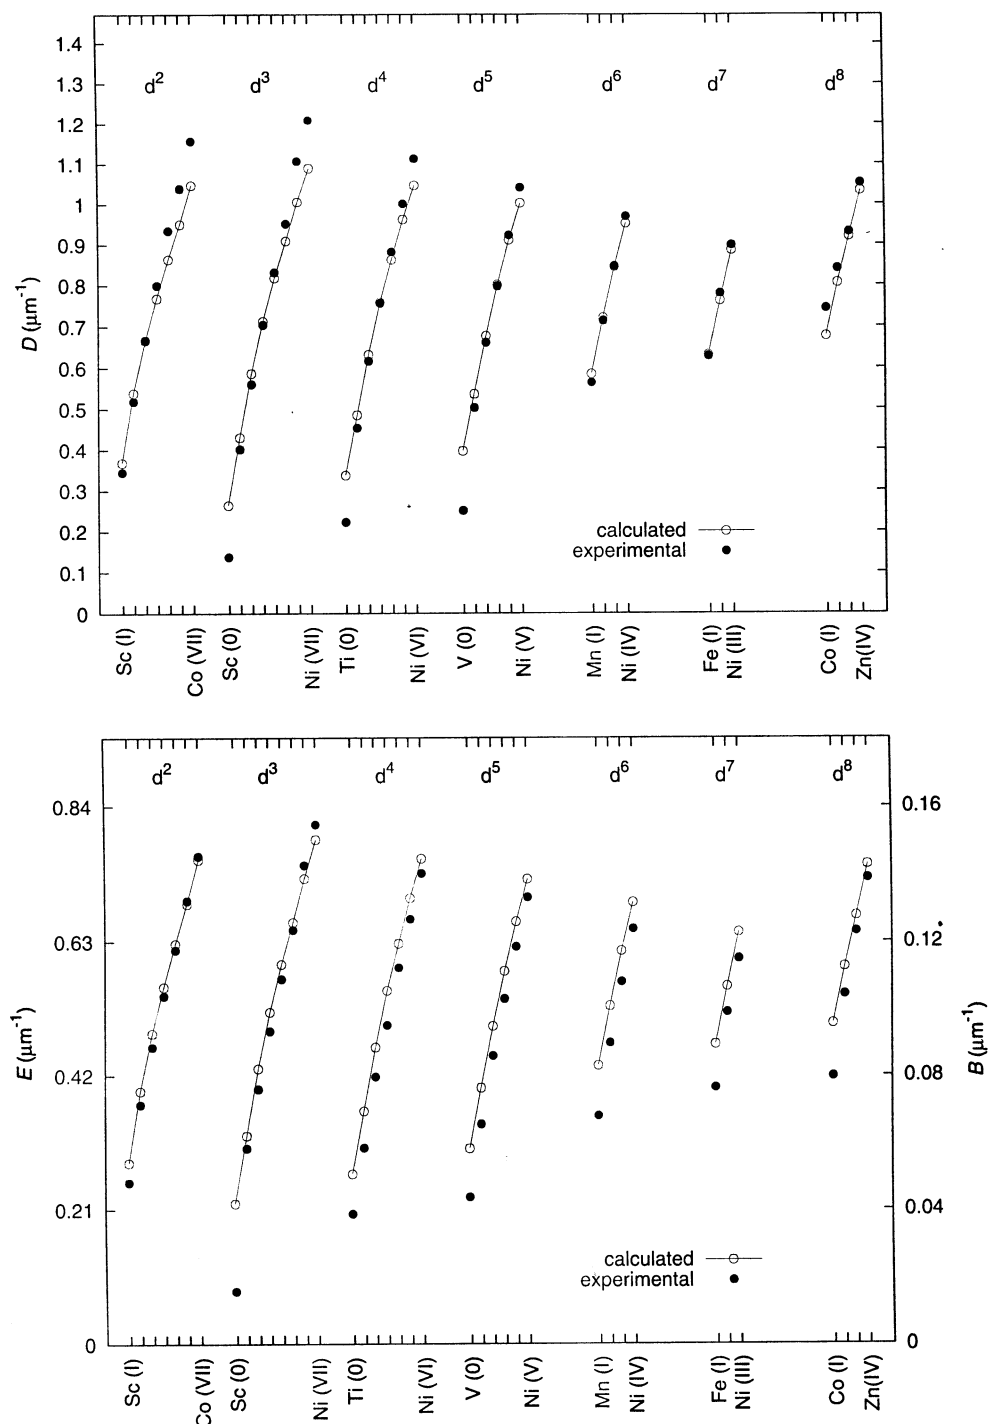 1.4
1.3
1.2
1.1
1
0.9
0.8
0.7
0.6
0.5
0.4
0.3
0.2
0.1
0
D (μm⁻¹)
d² d³ d⁴ d⁵ d⁶ d⁷ d⁸
calculated
experimental
Sc (I)
Co (VII)
Sc (0)
Ni (VII)
Ti (0)
Ni (VI)
V (0)
Ni (V)
Mn (I)
Ni (IV)
Fe (I)
Ni (III)
Co (I)
Zn(IV)
d² d³ d⁴ d⁵ d⁶ d⁷ d⁸
0.84
0.63
0.42
0.21
0
E (μm⁻¹)
0.16
0.12
0.08
0.04
0
B (μm⁻¹)
calculated
experimental
Sc (I)
Co (VII)
Sc (0)
Ni (VII)
Ti (0)
Ni (VI)
V (0)
Ni (V)
Mn (I)
Ni (IV)
Fe (I)
Ni (III)
Co (I)
Zn(IV)